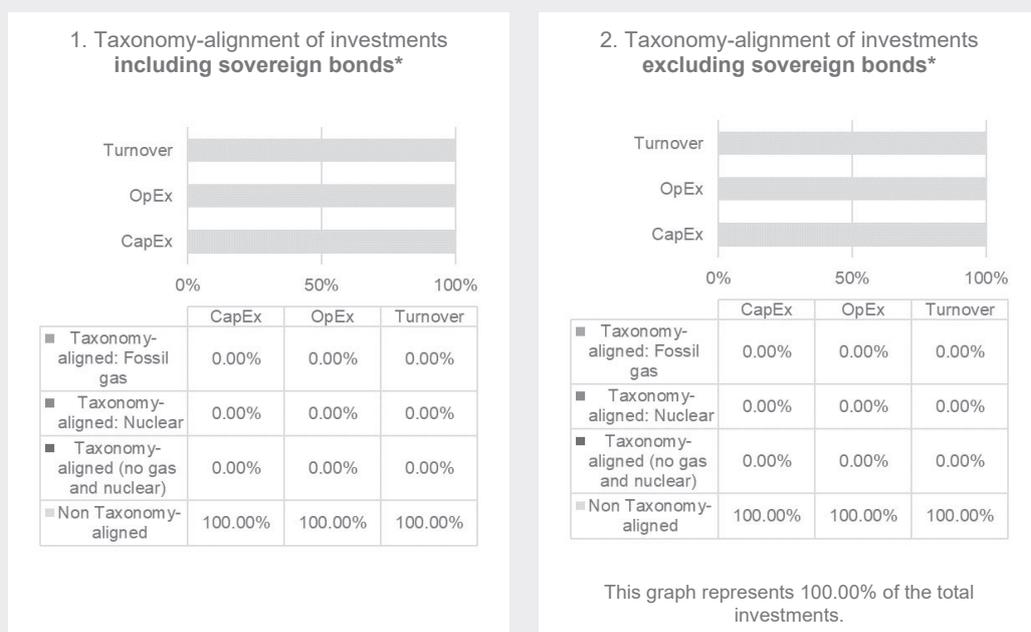 1. Taxonomy-alignment of investments
including sovereign bonds*
Turnover
OpEx
CapEx
0% 50% 100%
CapEx OpEx Turnover
Taxonomy-
aligned: Fossil
gas
0.00% 0.00% 0.00%
Taxonomy-
aligned: Nuclear
0.00% 0.00% 0.00%
Taxonomy-
aligned (no gas
and nuclear)
0.00% 0.00% 0.00%
Non Taxonomy-
aligned
100.00% 100.00% 100.00%
2. Taxonomy-alignment of investments
excluding sovereign bonds*
Turnover
OpEx
CapEx
0% 50% 100%
CapEx OpEx Turnover
Taxonomy-
aligned: Fossil
gas
0.00% 0.00% 0.00%
Taxonomy-
aligned: Nuclear
0.00% 0.00% 0.00%
Taxonomy-
aligned (no gas
and nuclear)
0.00% 0.00% 0.00%
Non Taxonomy-
aligned
100.00% 100.00% 100.00%
This graph represents 100.00% of the total
investments.